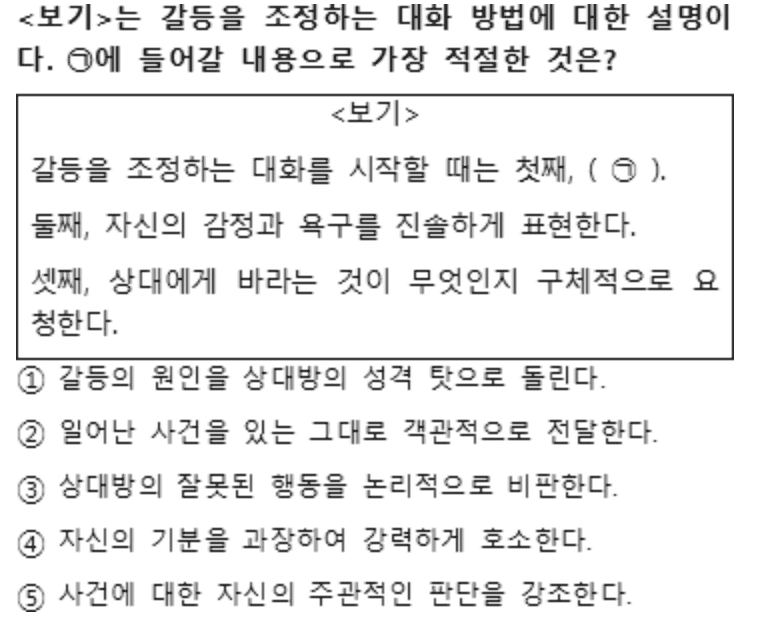 <보기>는 갈등을 조정하는 대화 방법에 대한 설명이
다. ㉠에 들어갈 내용으로 가장 적절한 것은?
<보기>
갈등을 조정하는 대화를 시작할 때는 첫째, ( ㉠ ).
둘째, 자신의 감정과 욕구를 진솔하게 표현한다.
셋째, 상대에게 바라는 것이 무엇인지 구체적으로 요
청한다.
① 갈등의 원인을 상대방의 성격 탓으로 돌린다.
② 일어난 사건을 있는 그대로 객관적으로 전달한다.
③ 상대방의 잘못된 행동을 논리적으로 비판한다.
④ 자신의 기분을 과장하여 강력하게 호소한다.
⑤ 사건에 대한 자신의 주관적인 판단을 강조한다.